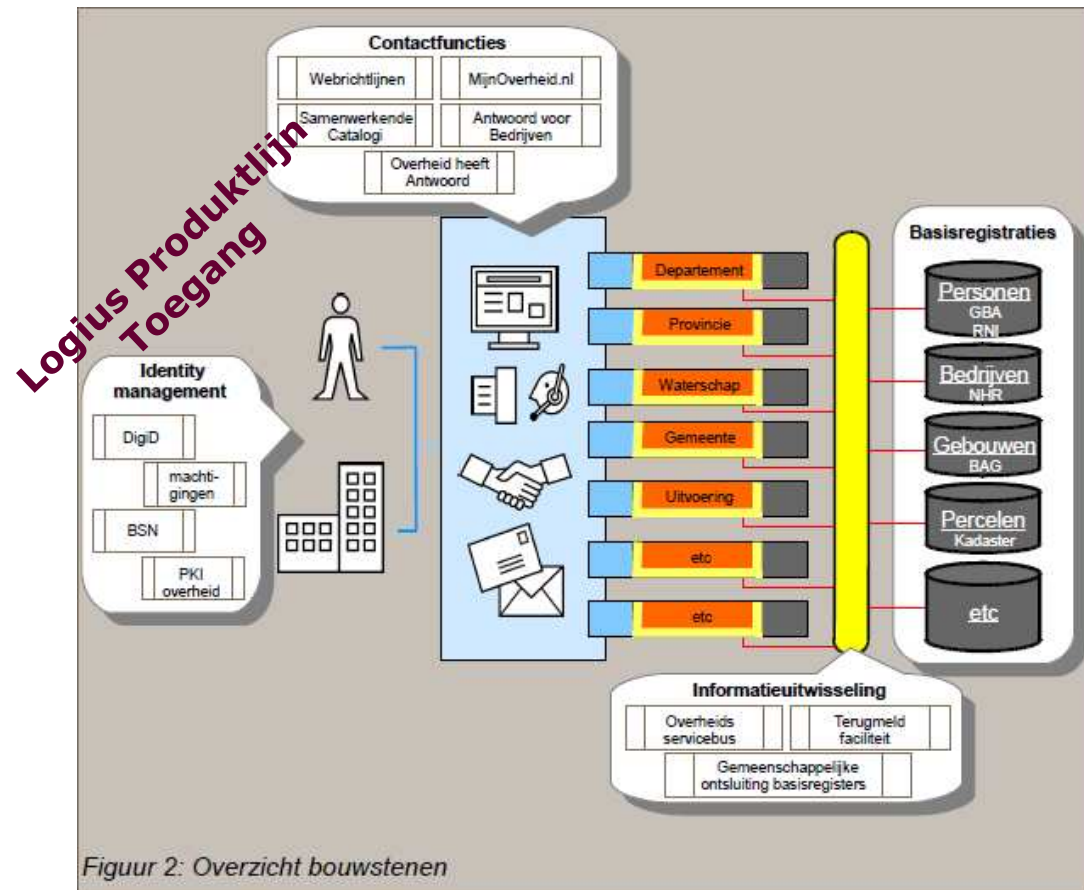 Contactfuncties
Webrichtlijnen
MijnOverheid.nl
Samenwerkende
Catalogi
Antwoord voor
Bedrijven
Overheid heeft
Antwoord
Logius Produktlijn
Toegang
Identity
management
DigiD
machti-
gingen
BSN
PKI
overheid
Departement
Provincie
Waterschap
Gemeente
Uitvoering
etc
etc
Basisregistraties
Personen
GBA
RNI
Bedrijven
NHR
Gebouwen
BAG
Percelen
Kadaster
etc
Informatieuitwisseling
Overheids
servicebus
Terugmeld
faciliteit
Gemeenschappelijke
ontsluiting basisregisters
Figuur 2: Overzicht bouwstenen